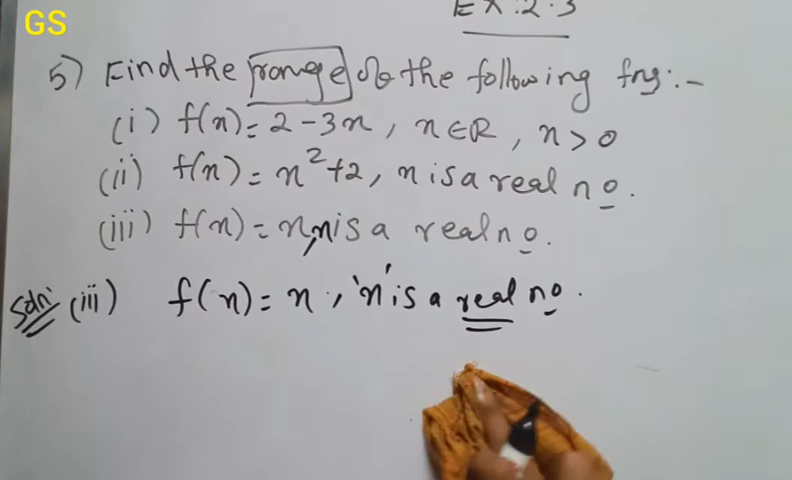 GS
Ex: 2.3
5) Find the range of the following fns:-
(i) f(x) = 2-3x, x∈R, x>0
(ii) f(x) = x²+2, x is a real no.
(iii) f(x) = x, x is a real no.
Soln: (iii) f(x) = x, 'x' is a real no.